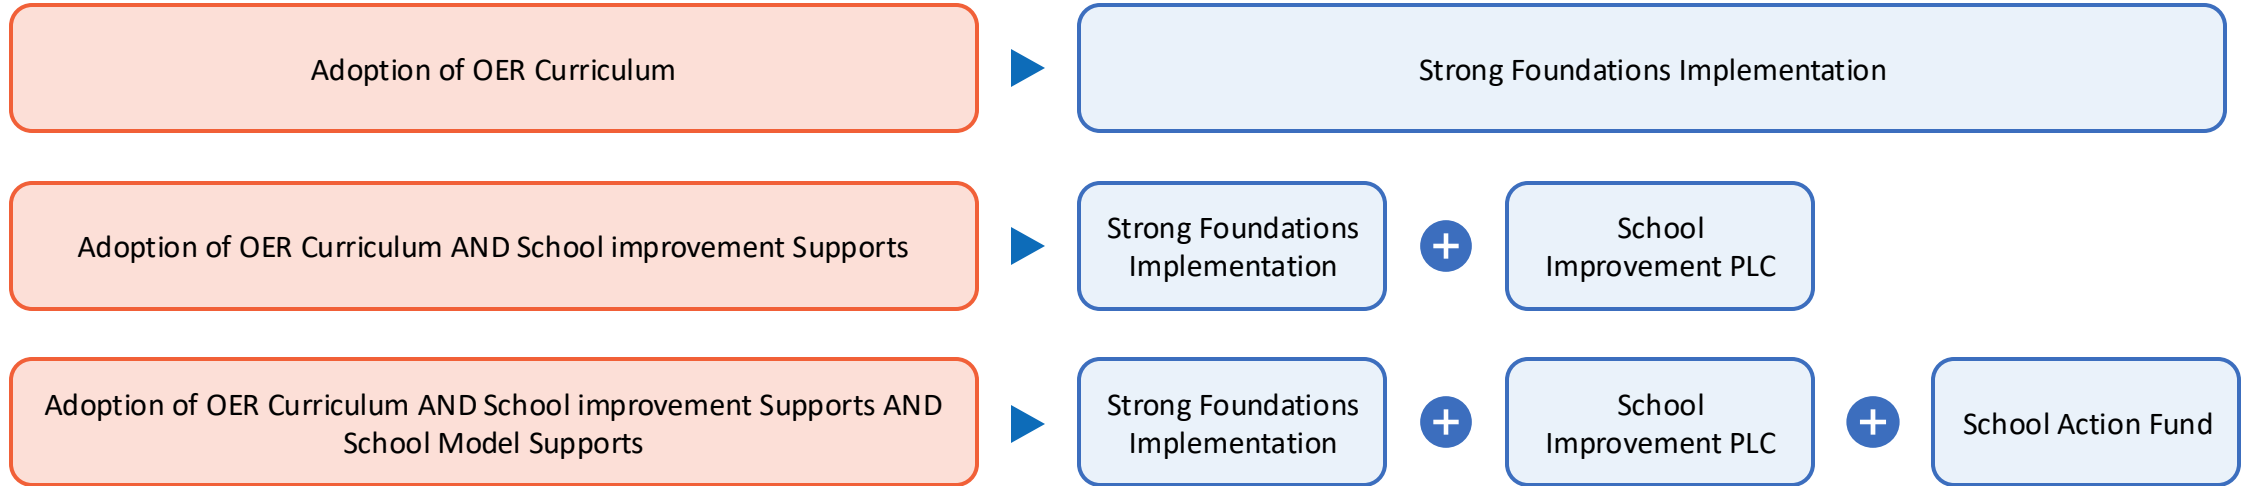 Adoption of OER Curriculum
Strong Foundations Implementation
Adoption of OER Curriculum AND School improvement Supports
Strong Foundations
Implementation
School
Improvement PLC
Adoption of OER Curriculum AND School improvement Supports AND
School Model Supports
Strong Foundations
Implementation
School
Improvement PLC
School Action Fund